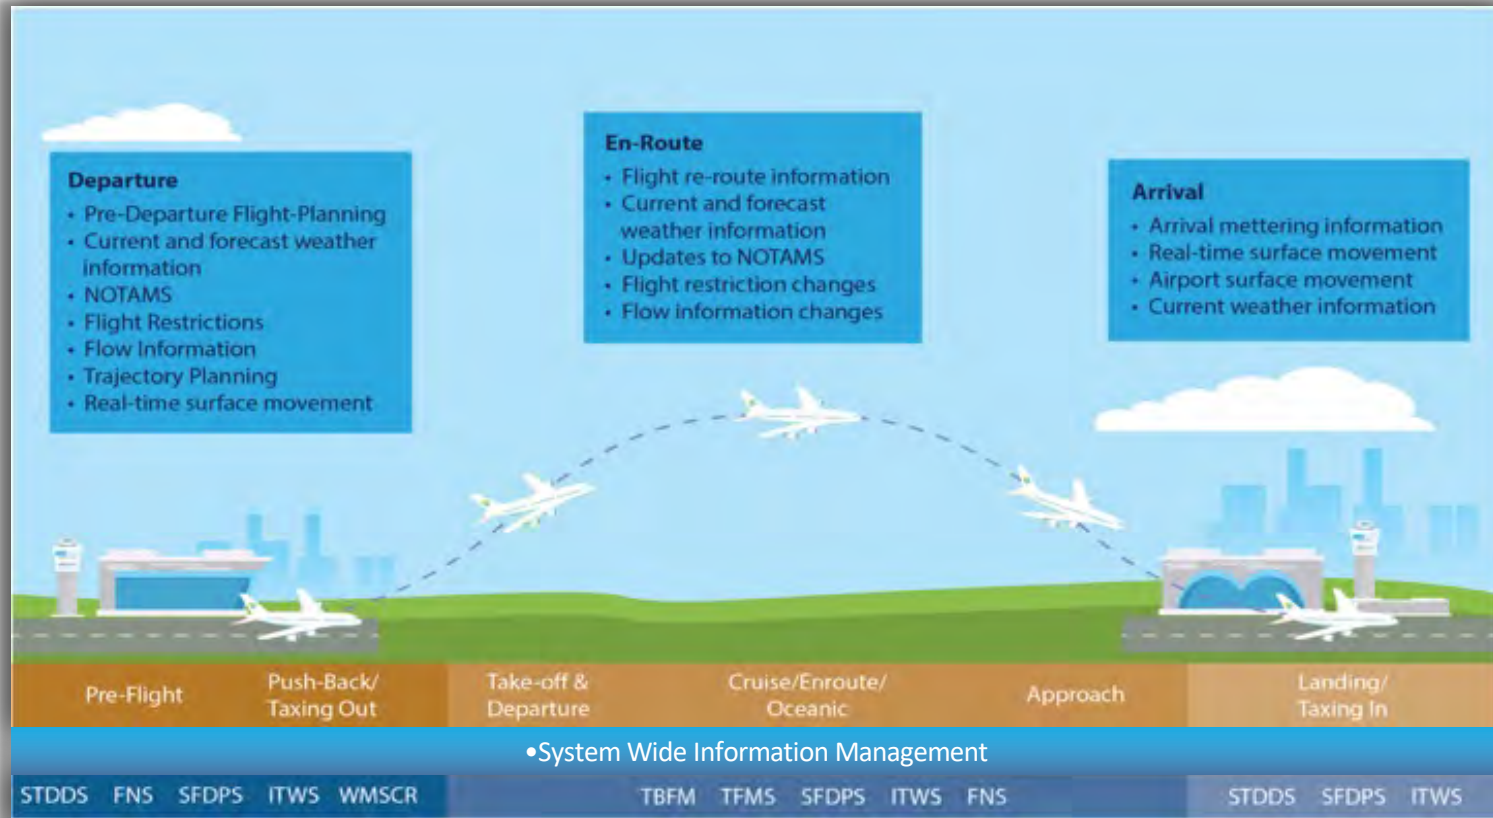 Departure
• Pre-Departure Flight-Planning
• Current and forecast weather
information
• NOTAMS
• Flight Restrictions
• Flow Information
• Trajectory Planning
• Real-time surface movement
En-Route
• Flight re-route information
• Current and forecast
weather information
• Updates to NOTAMS
• Flight restriction changes
• Flow information changes
Arrival
• Arrival mettering information
• Real-time surface movement
• Airport surface movement
• Current weather information
Pre-Flight
Push-Back/
Taxing Out
Take-off &
Departure
Cruise/Enroute/
Oceanic
Approach
Landing/
Taxing In
•System Wide Information Management
STDDS FNS SFDPS ITWS WMSCR
TBFM TFMS SFDPS ITWS FNS
STDDS SFDPS ITWS